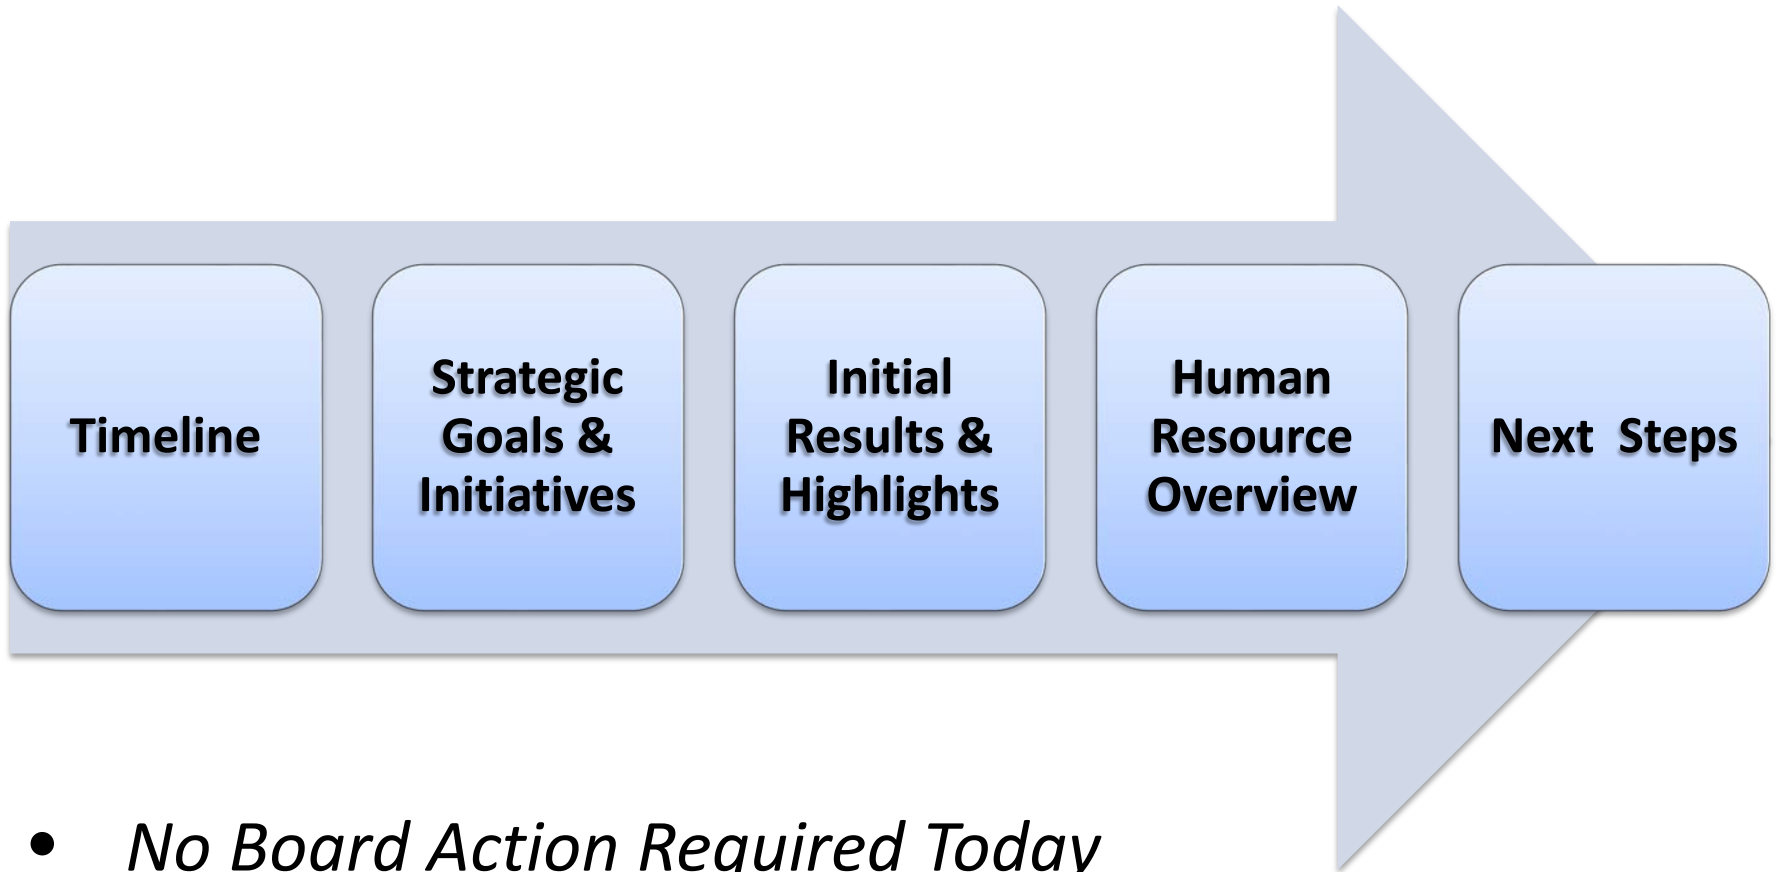 Timeline
Strategic
Goals &
Initiatives
Initial
Results &
Highlights
Human
Resource
Overview
Next  Steps
• No Board Action Required Today